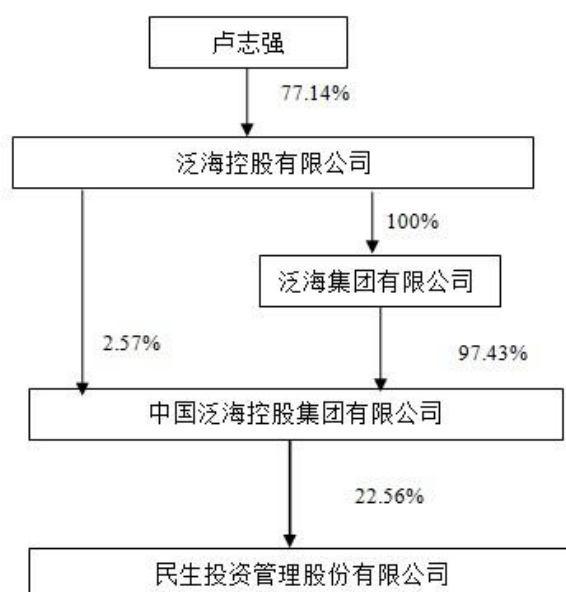 卢志强
77.14%
泛海控股有限公司
100%
泛海集团有限公司
2.57%
97.43%
中国泛海控股集团有限公司
22.56%
民生投资管理股份有限公司